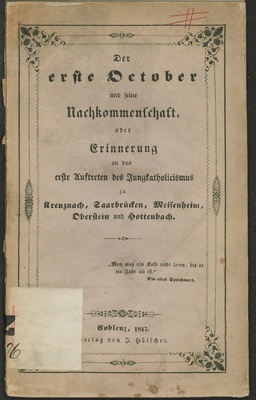 Der
erste October
und seine
Nachkommenschaft,
oder
Erinnerung
an das
erste Auftreten des Jungkatholicismus
zu
Kreuznach, Saarbrücken, Meisenheim,
Oberstein und Hottenbach.
„Man muß ein Kalb nicht leren, bis es
ein Jahr alt ist.“
Ein altes Sprichwort.
Coblenz, 1847.
Verlag von J. Hölscher.